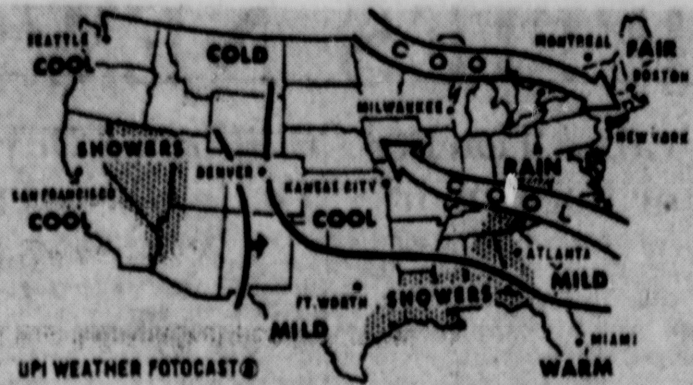 SEATTLE
COOL
COLD
C O O L
MONTREAL
FAIR
BOSTON
MILWAUKEE
NEW YORK
SHOWERS
DENVER
RAIN
SAN FRANCISCO
KANSAS CITY
C O O L
COOL
COOL
ATLANTA
MILD
FT. WORTH
SHOWERS
MILD
MIAMI
UPI WEATHER FOTOCAST®
WARM